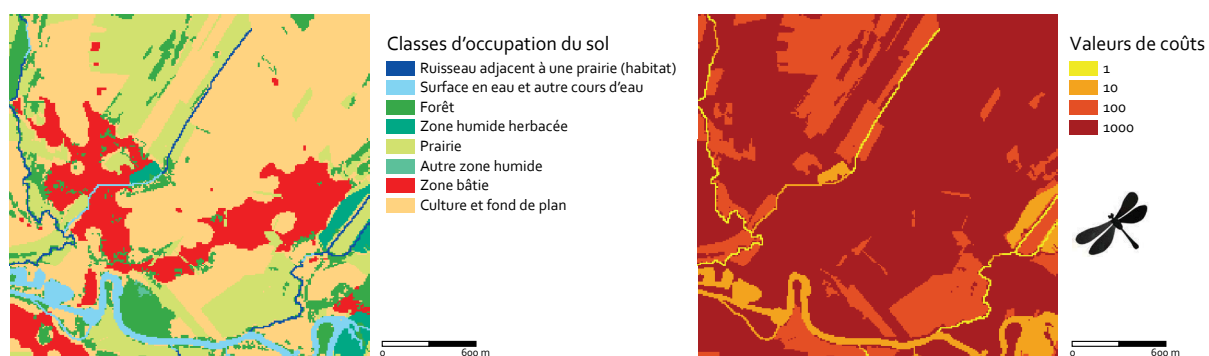 Classes d'occupation du sol
Ruisseau adjacent à une prairie (habitat)
Surface en eau et autre cours d'eau
Forêt
Zone humide herbacée
Prairie
Autre zone humide
Zone bâtie
Culture et fond de plan
0 600 m
Valeurs de coûts
1
10
100
1000
0 600 m